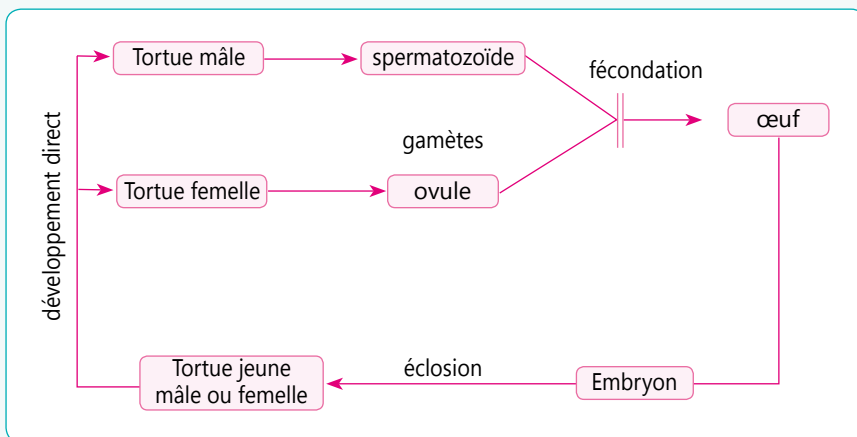 Tortue mâle
spermatozoïde
fécondation
œuf
gamètes
Tortue femelle
ovule
développement direct
Tortue jeune
mâle ou femelle
éclosion
Embryon